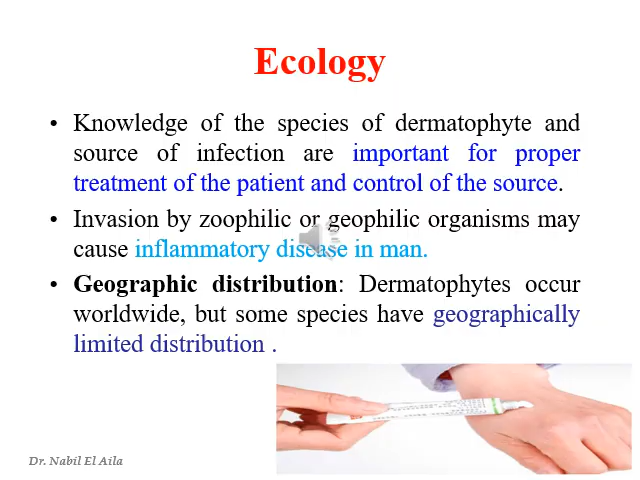 Ecology
• Knowledge of the species of dermatophyte and
source of infection are important for proper
treatment of the patient and control of the source.
• Invasion by zoophilic or geophilic organisms may
cause inflammatory disease in man.
• Geographic distribution: Dermatophytes occur
worldwide, but some species have geographically
limited distribution .
Dr. Nabil El Aila